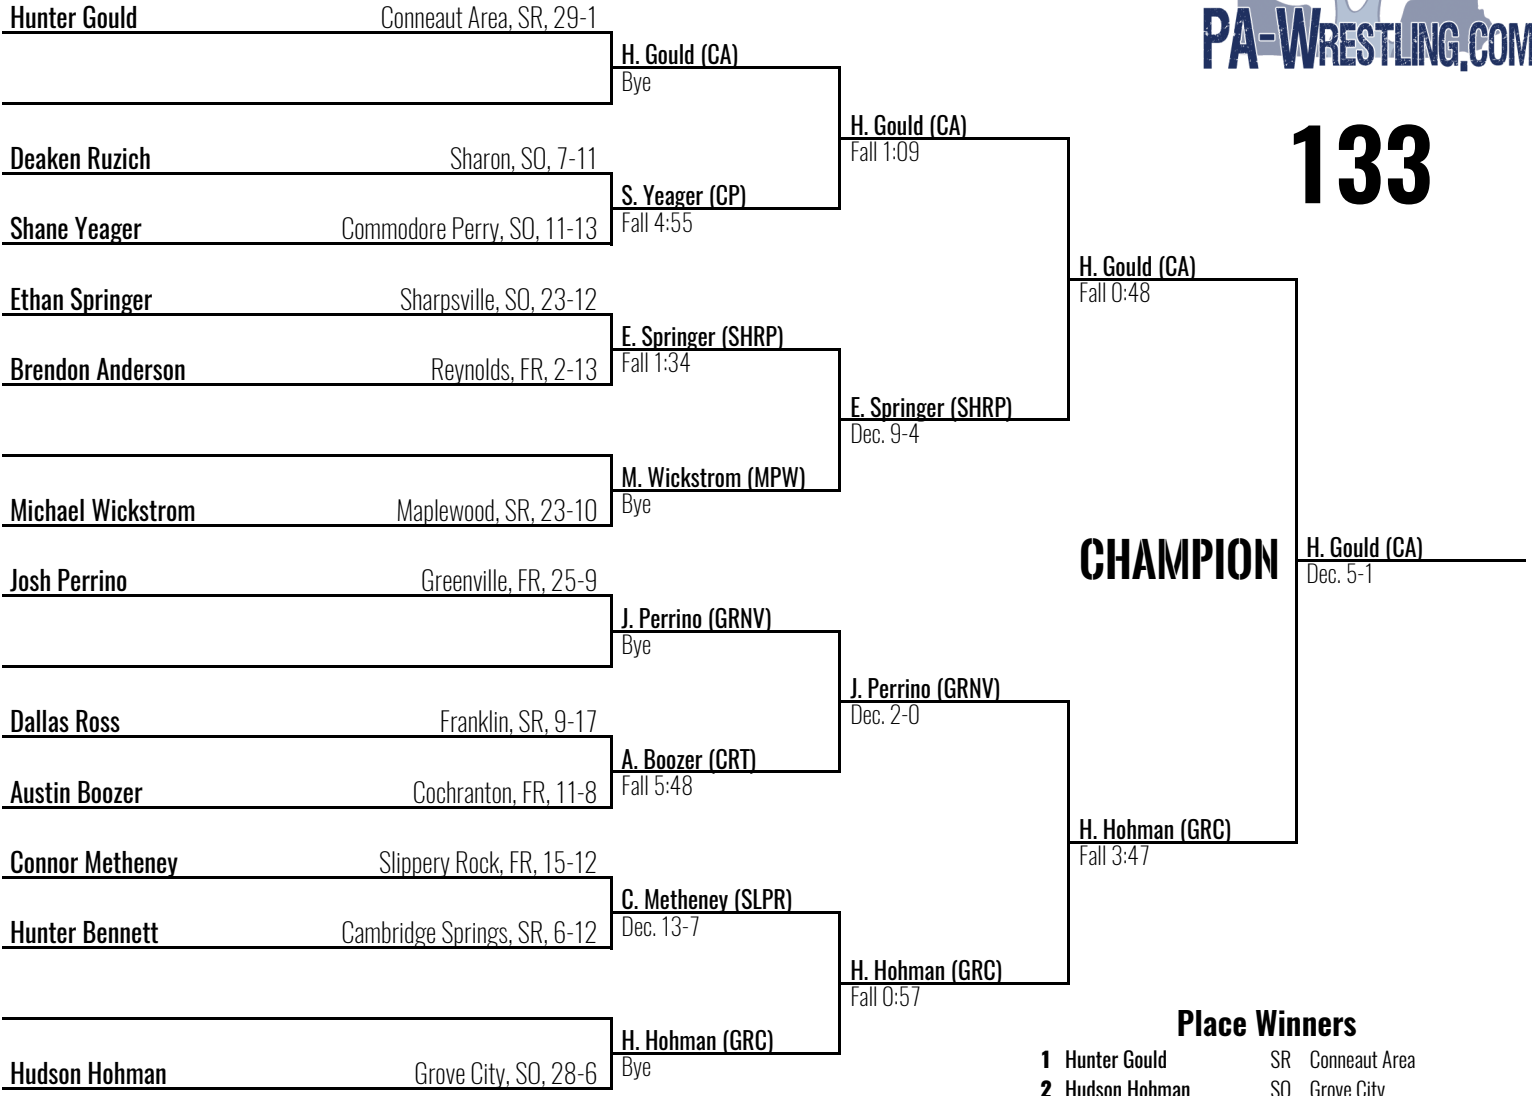 Hunter Gould Conneaut Area, SR, 29-1
H. Gould (CA)
Bye
Deaken Ruzich Sharon, SO, 7-11
S. Yeager (CP)
Fall 4:55
Shane Yeager Commodore Perry, SO, 11-13
H. Gould (CA)
Fall 1:09
Ethan Springer Sharpsville, SO, 23-12
E. Springer (SHRP)
Fall 1:34
Brendon Anderson Reynolds, FR, 2-13
E. Springer (SHRP)
Dec. 9-4
M. Wickstrom (MPW)
Bye
Michael Wickstrom Maplewood, SR, 23-10
H. Gould (CA)
Fall 0:48
Josh Perrino Greenville, FR, 25-9
J. Perrino (GRNV)
Bye
Dallas Ross Franklin, SR, 9-17
A. Boozer (CRT)
Fall 5:48
Austin Boozer Cochranton, FR, 11-8
J. Perrino (GRNV)
Dec. 2-0
Connor Metheney Slippery Rock, FR, 15-12
C. Metheney (SLPR)
Dec. 13-7
Hunter Bennett Cambridge Springs, SR, 6-12
H. Hohman (GRC)
Fall 0:57
H. Hohman (GRC)
Bye
Hudson Hohman Grove City, SO, 28-6
H. Hohman (GRC)
Fall 3:47
PA-WRESTLING.COM
133
CHAMPION
H. Gould (CA)
Dec. 5-1
Place Winners
1 Hunter Gould SR Conneaut Area
2 Hudson Hohman SO Grove City